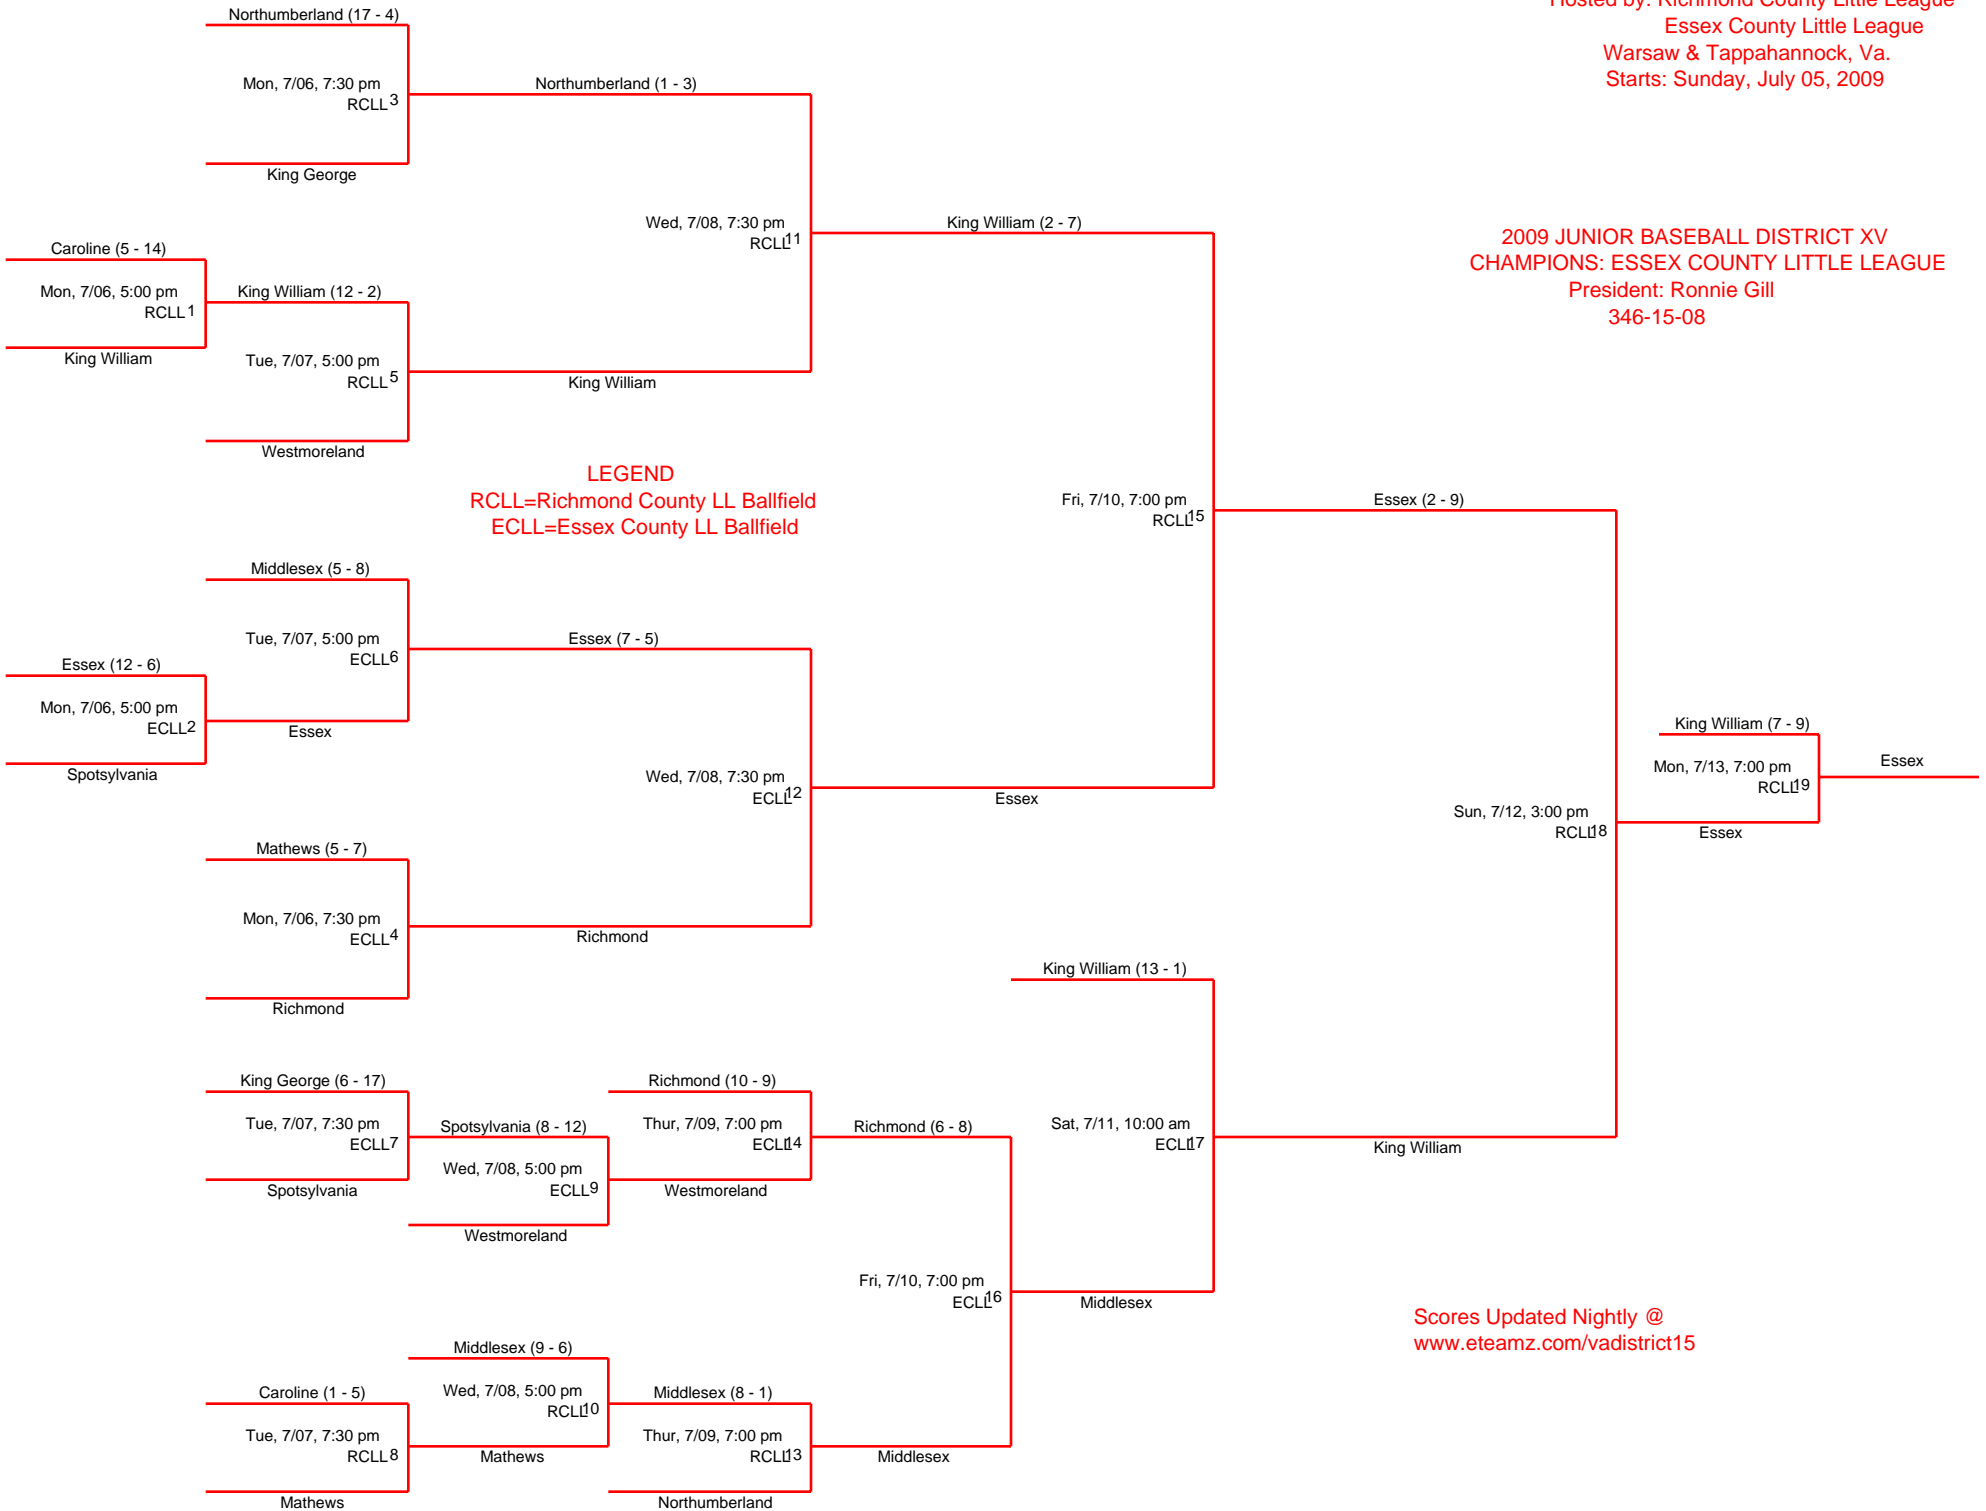 Hosted by: Richmond County Little League
Essex County Little League
Warsaw & Tappahannock, Va.
Starts: Sunday, July 05, 2009
2009 JUNIOR BASEBALL DISTRICT XV
CHAMPIONS: ESSEX COUNTY LITTLE LEAGUE
President: Ronnie Gill
346-15-08
Northumberland (17 - 4)
Mon, 7/06, 7:30 pm
RCLL 3
King George
Northumberland (1 - 3)
Caroline (5 - 14)
Mon, 7/06, 5:00 pm
RCLL 1
King William
King William (12 - 2)
Tue, 7/07, 5:00 pm
RCLL 5
Westmoreland
King William
Wed, 7/08, 7:30 pm
RCLL 11
King William (2 - 7)
LEGEND
RCLL=Richmond County LL Ballfield
ECLL=Essex County LL Ballfield
Middlesex (5 - 8)
Tue, 7/07, 5:00 pm
ECLL 6
Essex (12 - 6)
Mon, 7/06, 5:00 pm
ECLL 2
Spotsylvania
Essex
Essex (7 - 5)
Wed, 7/08, 7:30 pm
ECLL 12
Mathews (5 - 7)
Mon, 7/06, 7:30 pm
ECLL 4
Richmond
Richmond
Essex
Fri, 7/10, 7:00 pm
RCLL 15
Essex (2 - 9)
Sun, 7/12, 3:00 pm
RCLL 18
King William (7 - 9)
Mon, 7/13, 7:00 pm
RCLL 19
Essex
Essex
King William (13 - 1)
Sat, 7/11, 10:00 am
ECLL 17
King William
King George (6 - 17)
Tue, 7/07, 7:30 pm
ECLL 7
Spotsylvania
Spotsylvania (8 - 12)
Wed, 7/08, 5:00 pm
ECLL 9
Westmoreland
Richmond (10 - 9)
Thur, 7/09, 7:00 pm
ECLL 14
Westmoreland
Richmond (6 - 8)
Fri, 7/10, 7:00 pm
ECLL 16
Middlesex
Middlesex (9 - 6)
Wed, 7/08, 5:00 pm
RCLL 10
Caroline (1 - 5)
Tue, 7/07, 7:30 pm
RCLL 8
Mathews
Mathews
Middlesex (8 - 1)
Thur, 7/09, 7:00 pm
RCLL 13
Northumberland
Middlesex
Scores Updated Nightly @
www.eteamz.com/vadistrict15